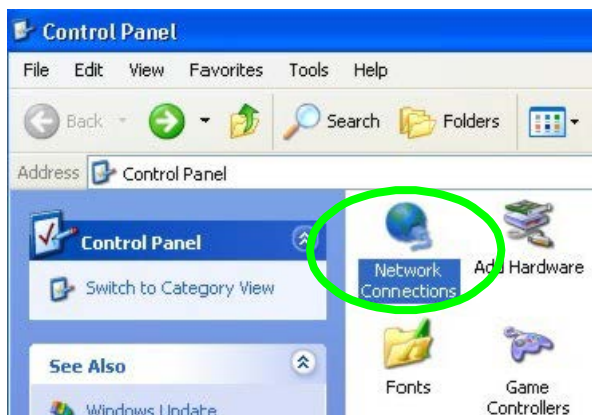 Control Panel
File Edit View Favorites Tools Help
Back Search Folders
Address Control Panel
Control Panel
Switch to Category View
See Also
Windows Update
Network
Connections
Add Hardware
Fonts
Game
Controllers